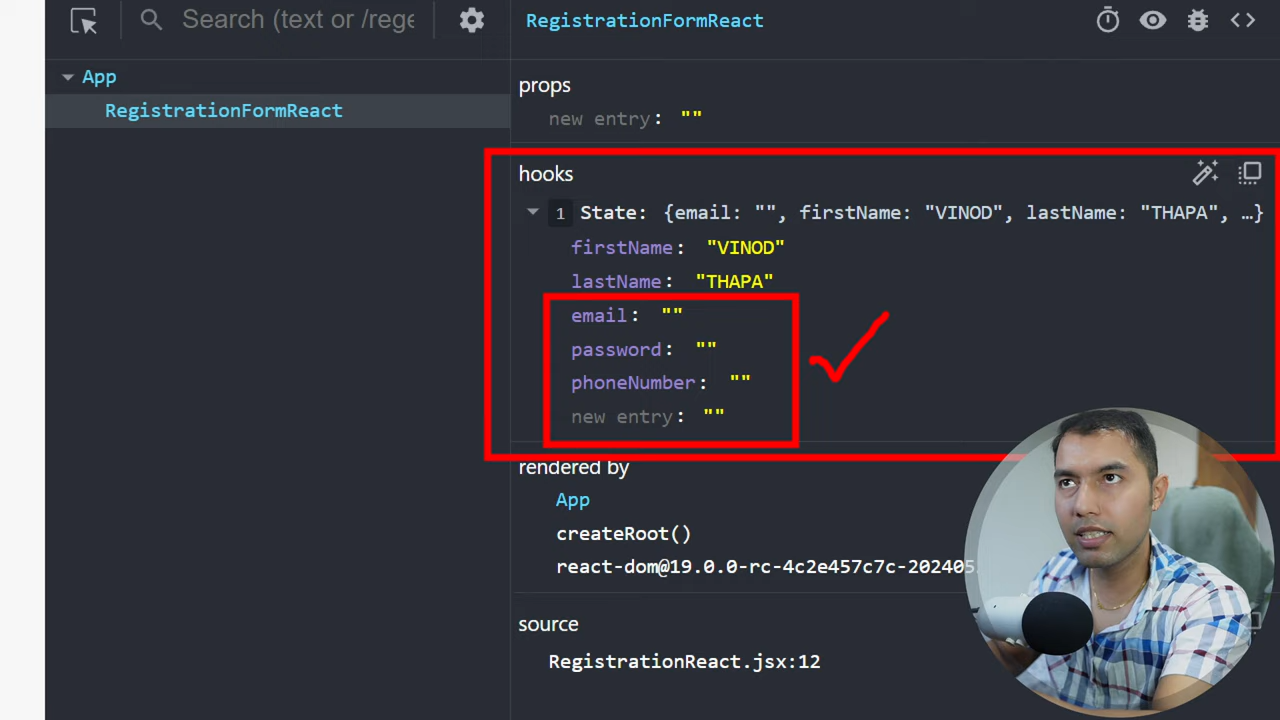 Search (text or /rege
RegistrationFormReact
App
RegistrationFormReact
props
new entry: ""
hooks
1 State: {email: "", firstName: "VINOD", lastName: "THAPA", …}
firstName: "VINOD"
lastName: "THAPA"
email: ""
password: ""
phoneNumber: ""
new entry: ""
rendered by
App
createRoot()
react-dom@19.0.0-rc-4c2e457c7c-202405
source
RegistrationReact.jsx:12